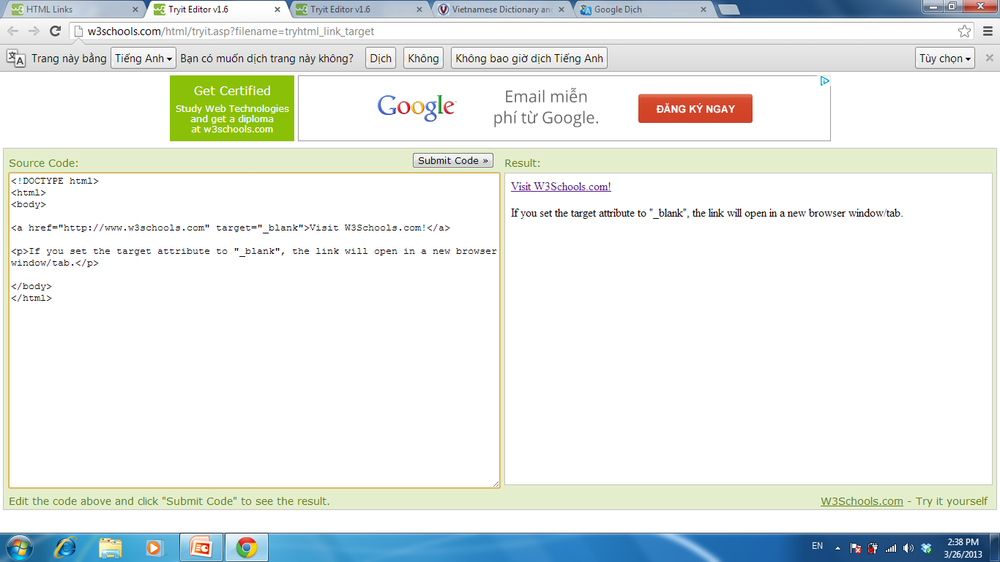 HTML Links
Tryit Editor v1.6
Tryit Editor v1.6
Vietnamese Dictionary an
Google Dịch
w3schools.com/html/tryit.asp?filename=tryhtml_link_target
Trang này bằng Tiếng Anh Bạn có muốn dịch trang này không? Dịch Không Không bao giờ dịch Tiếng Anh Tùy chọn
Get Certified
Study Web Technologies
and get a diploma
at w3schools.com
Google
Email miễn
phí từ Google.
ĐĂNG KÝ NGAY
Source Code:
Submit Code »
<!DOCTYPE html>
<html>
<body>
<a href="http://www.w3schools.com" target="_blank">Visit W3Schools.com!</a>
<p>If you set the target attribute to "_blank", the link will open in a new browser
window/tab.</p>
</body>
</html>
Result:
Visit W3Schools.com!
If you set the target attribute to "_blank", the link will open in a new browser window/tab.
Edit the code above and click "Submit Code" to see the result.
W3Schools.com - Try it yourself
EN
2:38 PM
3/26/2013